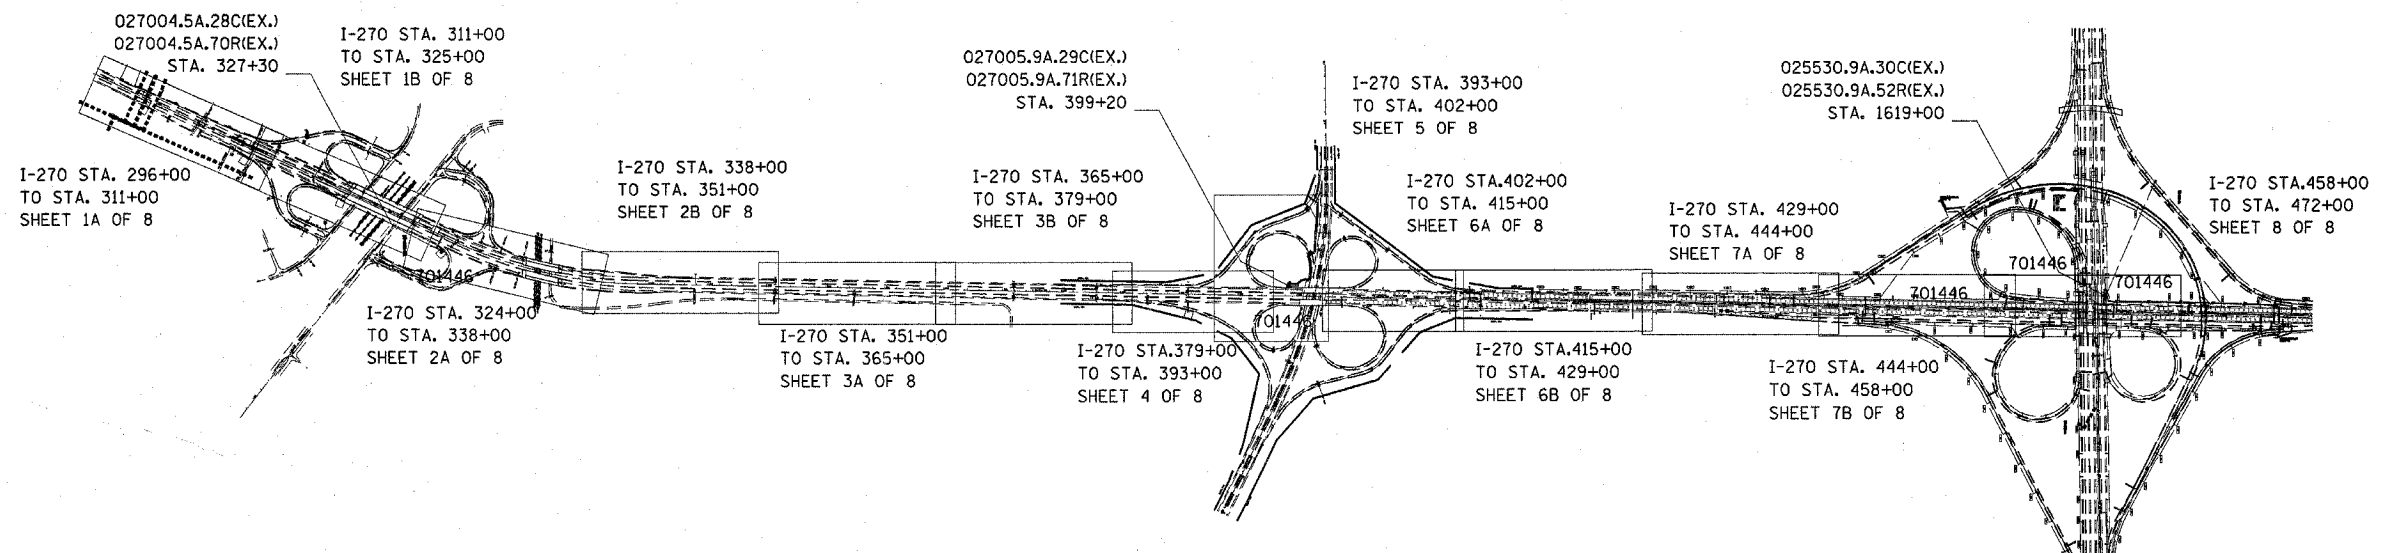 027004.5A.28C(EX.)
027004.5A.70R(EX.)
STA. 327+30
I-270 STA. 311+00
TO STA. 325+00
SHEET 1B OF 8
I-270 STA. 296+00
TO STA. 311+00
SHEET 1A OF 8
701446
I-270 STA. 324+00
TO STA. 338+00
SHEET 2A OF 8
I-270 STA. 338+00
TO STA. 351+00
SHEET 2B OF 8
I-270 STA. 351+00
TO STA. 365+00
SHEET 3A OF 8
027005.9A.29C(EX.)
027005.9A.71R(EX.)
STA. 399+20
I-270 STA. 365+00
TO STA. 379+00
SHEET 3B OF 8
I-270 STA.379+00
TO STA. 393+00
SHEET 4 OF 8
701446
I-270 STA. 393+00
TO STA. 402+00
SHEET 5 OF 8
I-270 STA.402+00
TO STA. 415+00
SHEET 6A OF 8
I-270 STA.415+00
TO STA. 429+00
SHEET 6B OF 8
I-270 STA. 429+00
TO STA. 444+00
SHEET 7A OF 8
025530.9A.30C(EX.)
025530.9A.52R(EX.)
STA. 1619+00
701446
701446
701446
I-270 STA. 444+00
TO STA. 458+00
SHEET 7B OF 8
I-270 STA.458+00
TO STA. 472+00
SHEET 8 OF 8